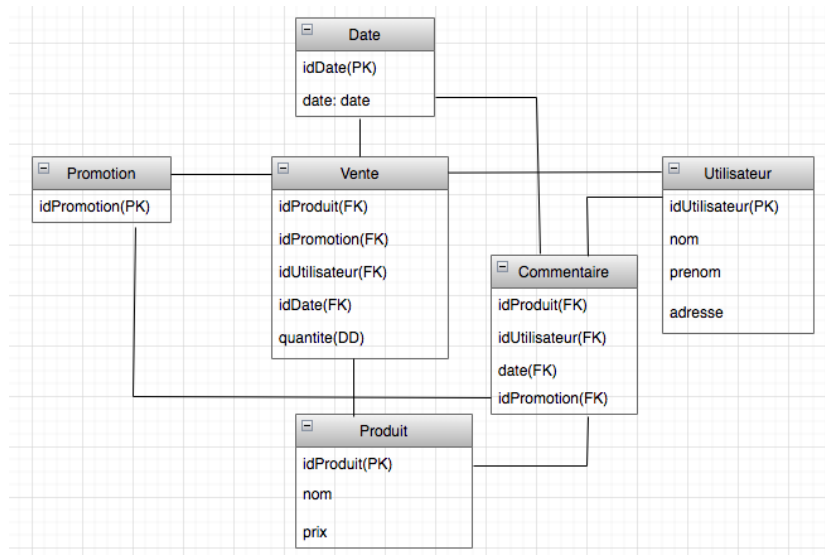 Date
idDate(PK)
date: date
Promotion
idPromotion(PK)
Vente
idProduit(FK)
idPromotion(FK)
idUtilisateur(FK)
idDate(FK)
quantite(DD)
Utilisateur
idUtilisateur(PK)
nom
prenom
adresse
Commentaire
idProduit(FK)
idUtilisateur(FK)
date(FK)
idPromotion(FK)
Produit
idProduit(PK)
nom
prix